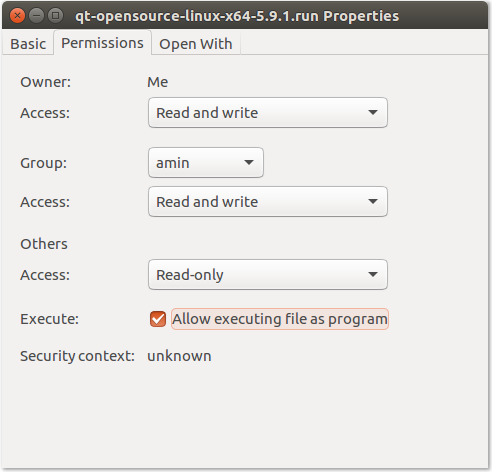 qt-opensource-linux-x64-5.9.1.run Properties
Basic Permissions Open With
Owner: Me
Access: Read and write
Group: amin
Access: Read and write
Others
Access: Read-only
Execute: Allow executing file as program
Security context: unknown